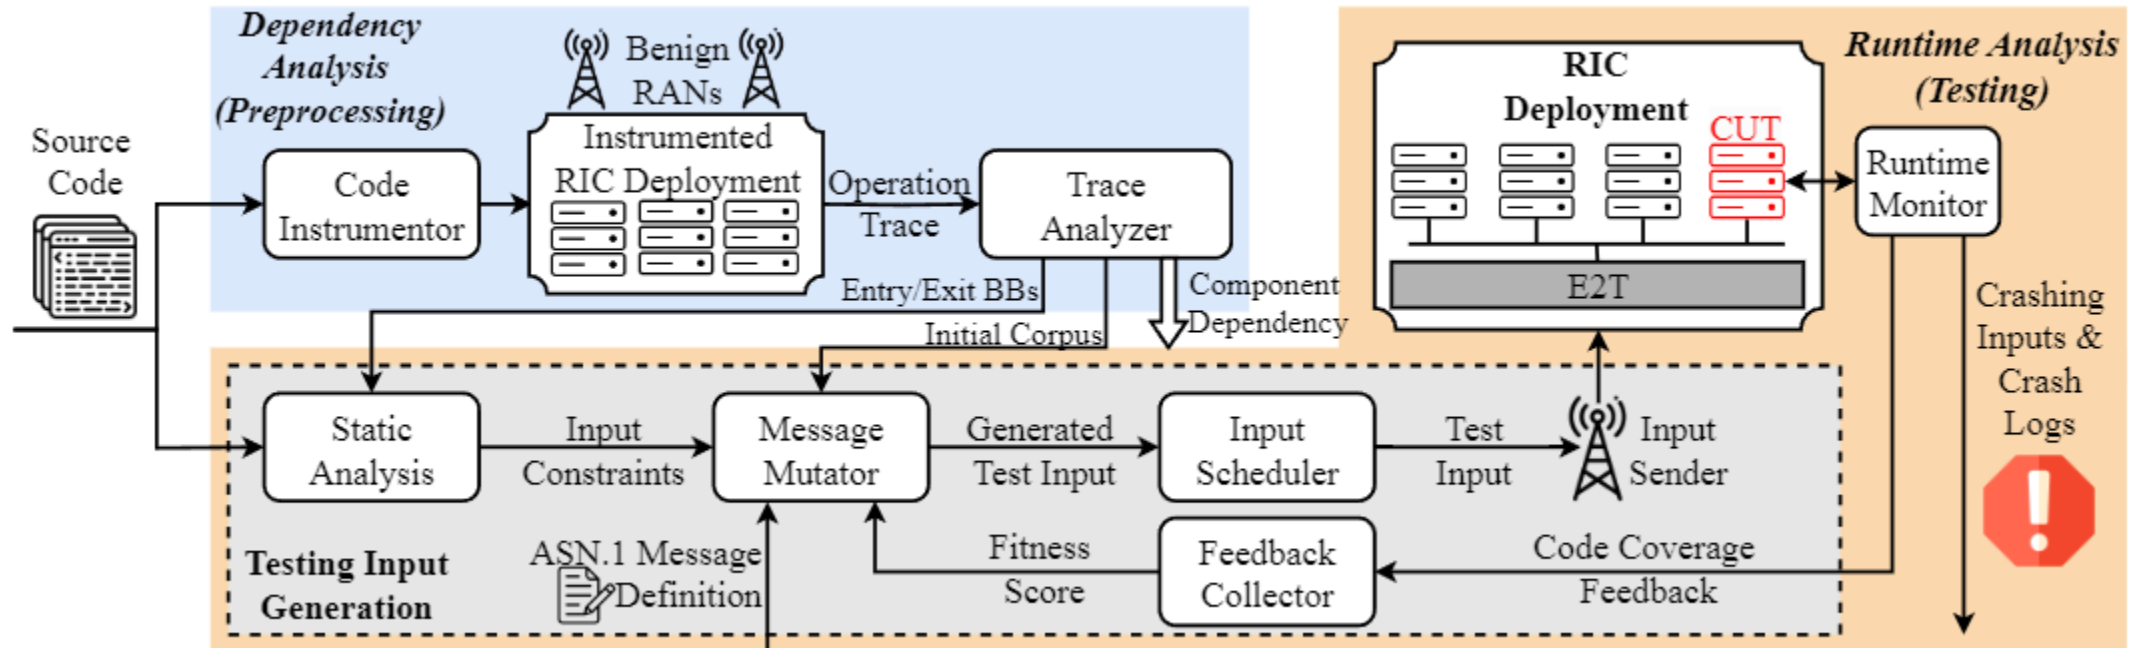 Dependency
Analysis
(Preprocessing)
Benign
RANs
Source
Code
Code
Instrumentor
Instrumented
RIC Deployment
Operation
Trace
Trace
Analyzer
Entry/Exit BBs
Initial Corpus
Component
Dependency
RIC
Deployment
CUT
E2T
Runtime Analysis
(Testing)
Runtime
Monitor
Crashing
Inputs &
Crash
Logs
Static
Analysis
Input
Constraints
Message
Mutator
Generated
Test Input
Input
Scheduler
Test
Input
Input
Sender
Testing Input
Generation
ASN.1 Message
Definition
Fitness
Score
Feedback
Collector
Code Coverage
Feedback